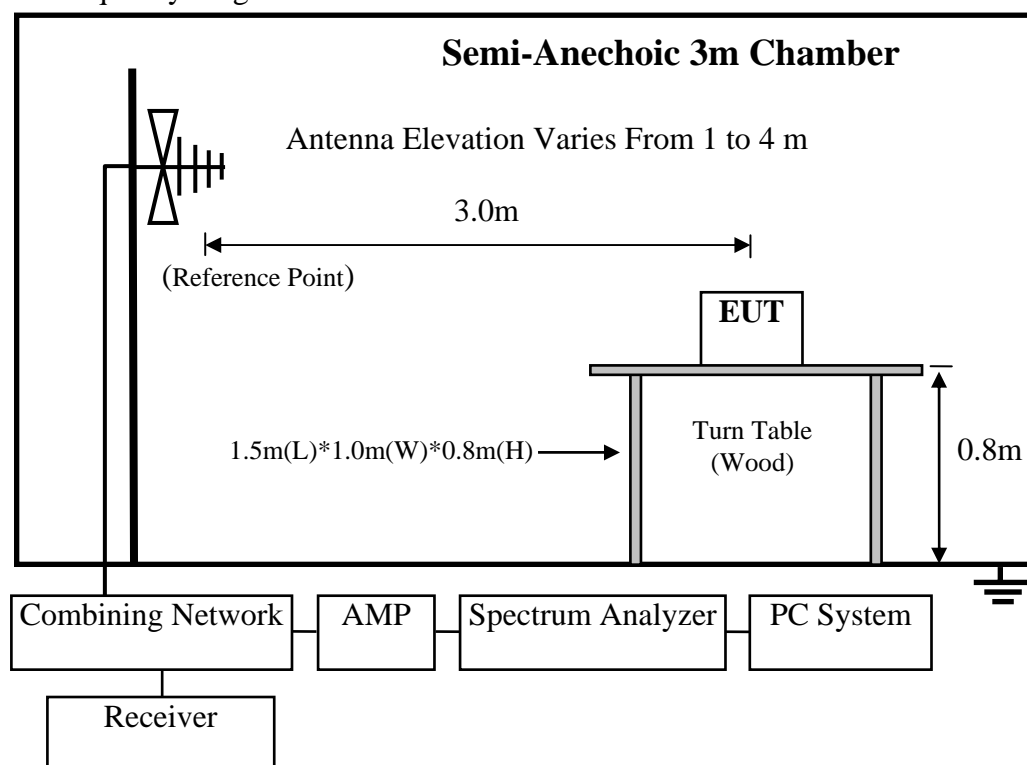 Semi-Anechoic 3m Chamber
Antenna Elevation Varies From 1 to 4 m
3.0m
(Reference Point)
EUT
1.5m(L)*1.0m(W)*0.8m(H)
Turn Table
(Wood)
0.8m
Combining Network
AMP
Spectrum Analyzer
PC System
Receiver